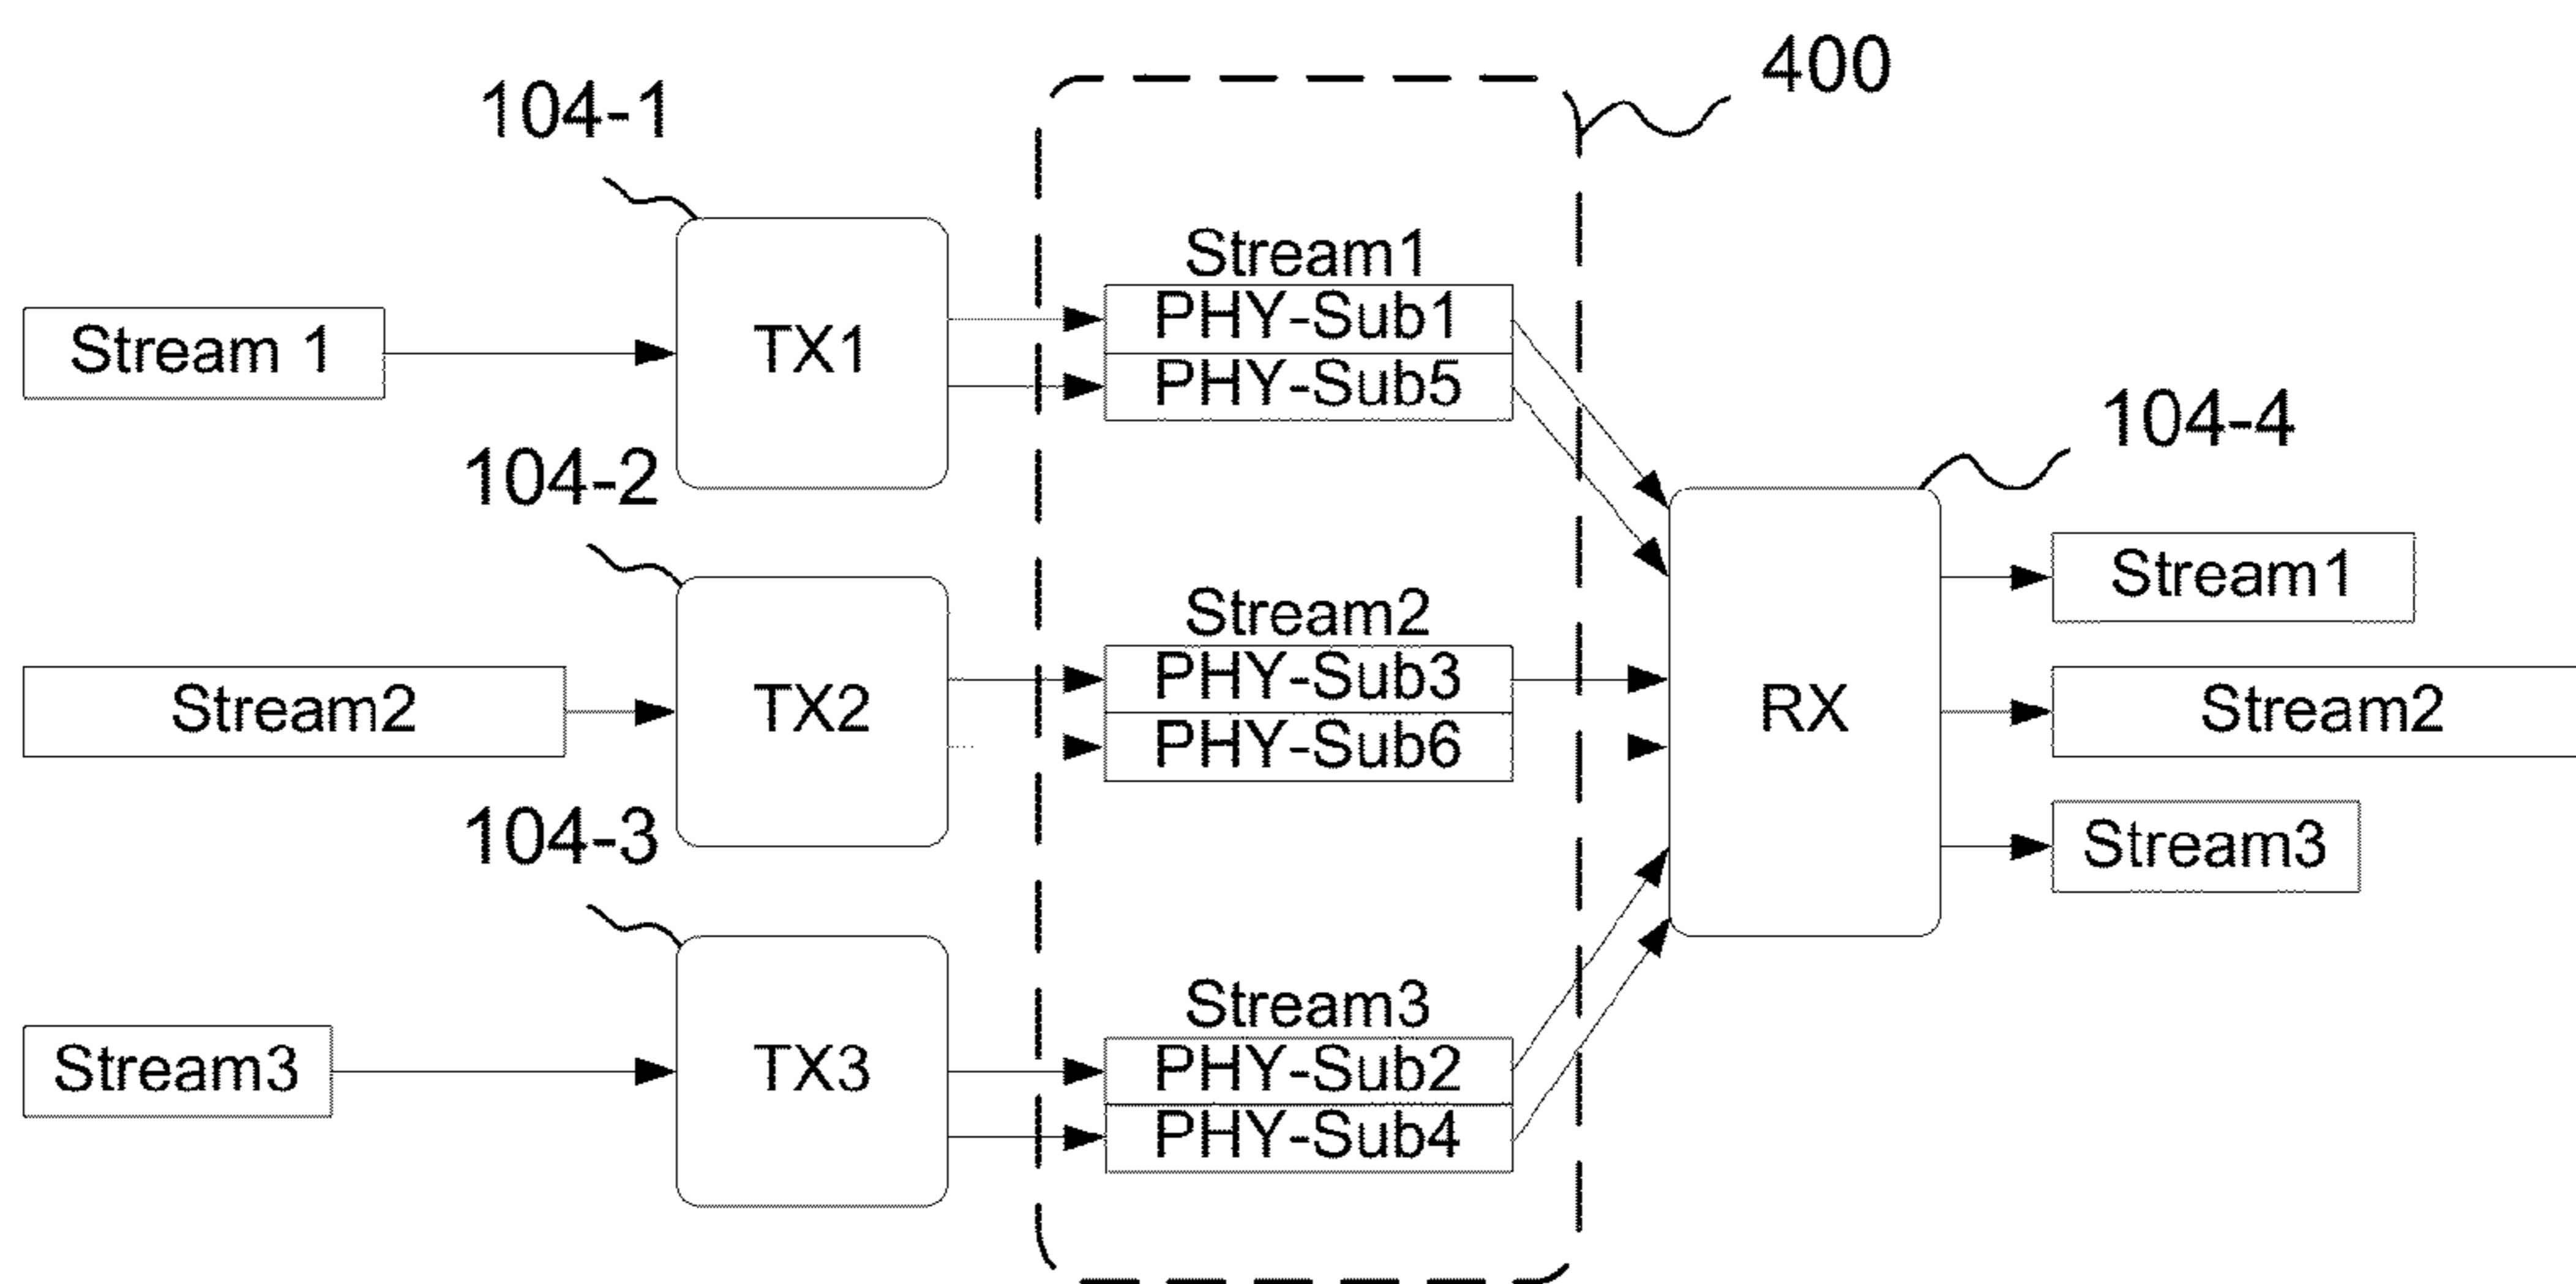 400
104-1
Stream 1
TX1
Stream1
PHY-Sub1
PHY-Sub5
104-2
Stream2
TX2
Stream2
PHY-Sub3
PHY-Sub6
104-3
Stream3
TX3
Stream3
PHY-Sub2
PHY-Sub4
104-4
RX
Stream1
Stream2
Stream3